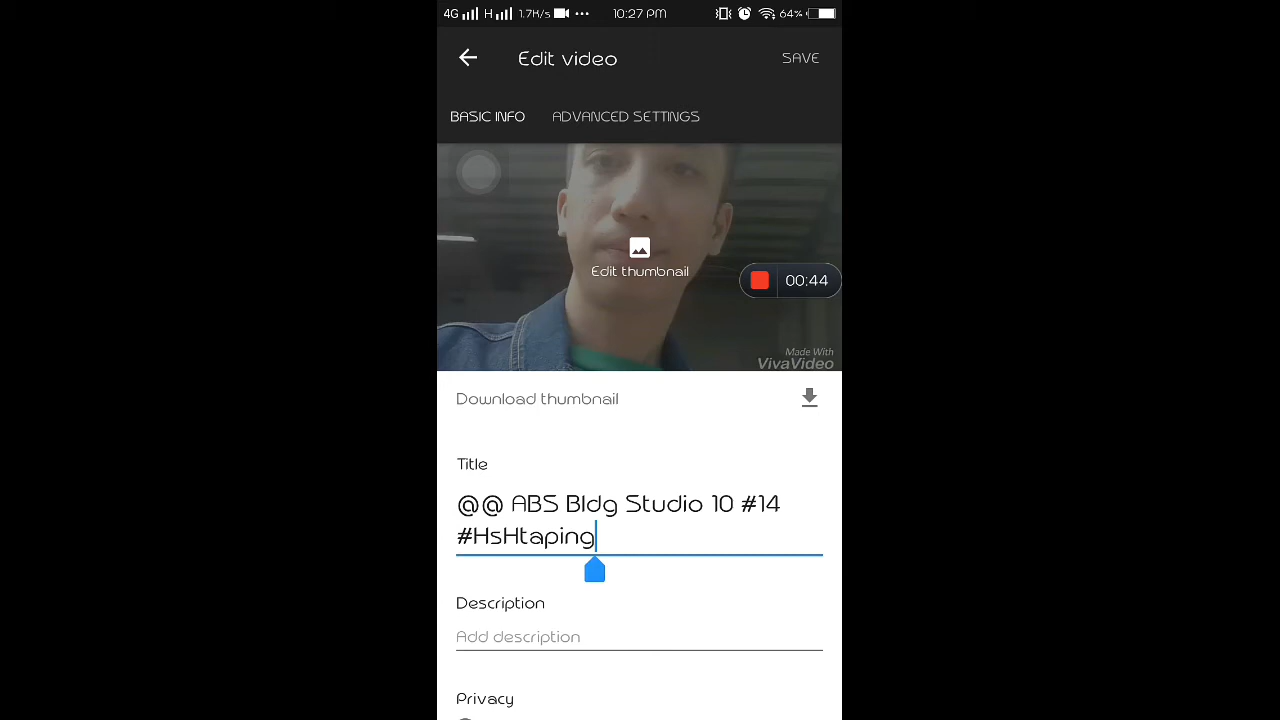 4G H 1.7K/s 10:27 PM 64%
Edit video SAVE
BASIC INFO ADVANCED SETTINGS
Edit thumbnail
00:44
Made With
VivaVideo
Download thumbnail
Title
@@ ABS Bldg Studio 10 #14
#HsHtaping
Description
Add description
Privacy